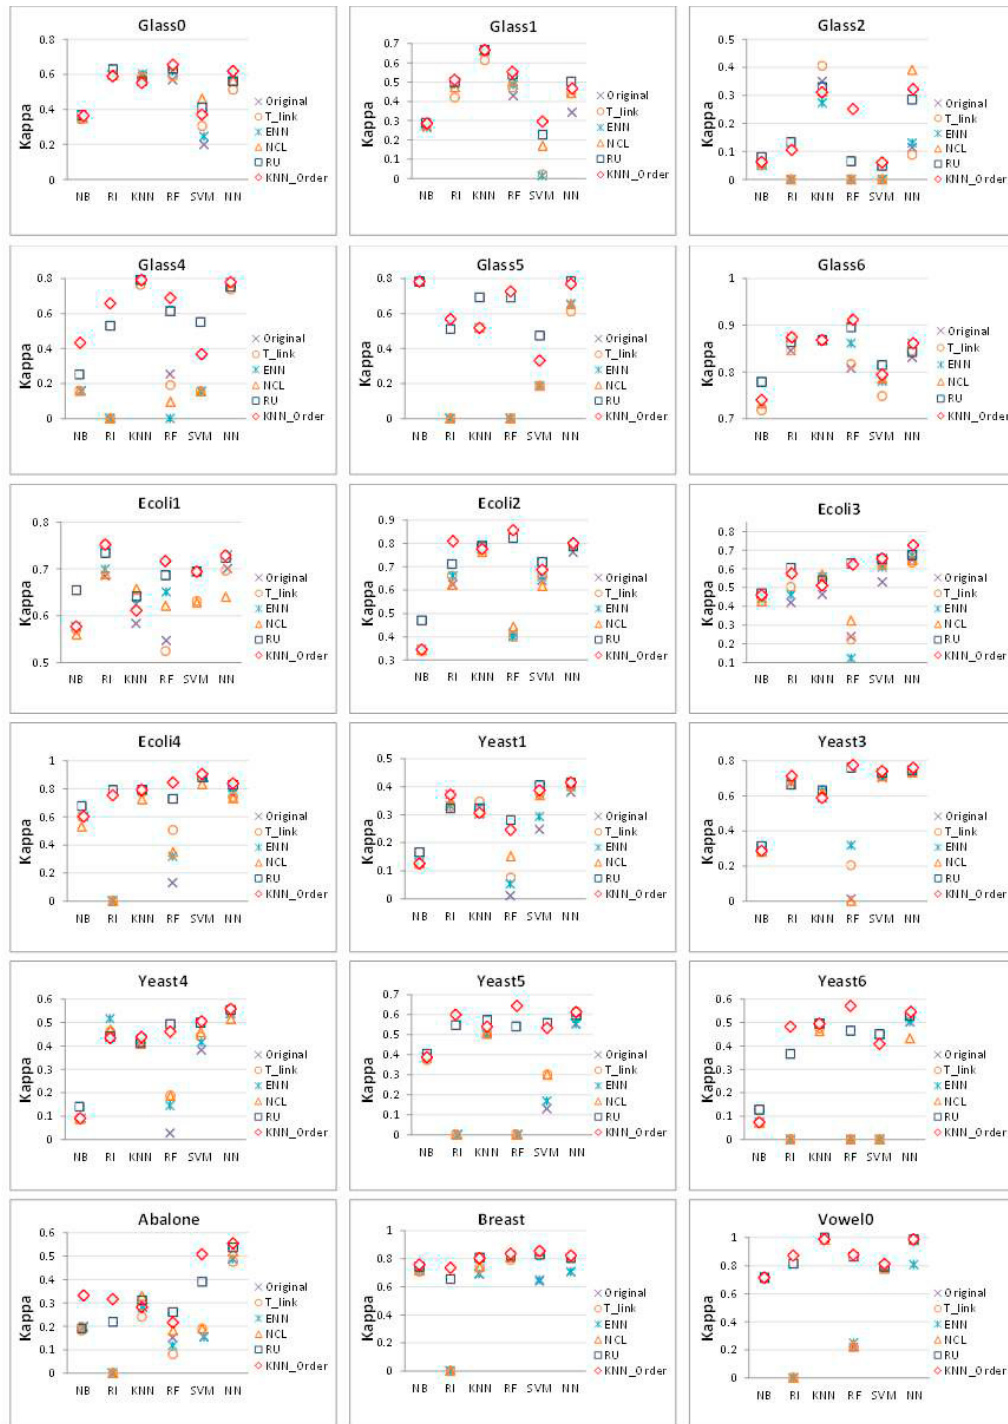 Glass0
Kappa
0.8
0.6
0.4
0.2
0
NB RI KNN RF SVM NN
Original
T_link
ENN
NCL
RU
KNN_Order
Glass1
Kappa
0.7
0.6
0.5
0.4
0.3
0.2
0.1
0
NB RI KNN RF SVM NN
Original
T_link
ENN
NCL
RU
KNN_Order
Glass2
Kappa
0.5
0.4
0.3
0.2
0.1
0
NB RI KNN RF SVM NN
Original
T_link
ENN
NCL
RU
KNN_Order
Glass4
Kappa
0.8
0.6
0.4
0.2
0
NB RI KNN RF SVM NN
Original
T_link
ENN
NCL
RU
KNN_Order
Glass5
Kappa
0.8
0.6
0.4
0.2
0
NB RI KNN RF SVM NN
Original
T_link
ENN
NCL
RU
KNN_Order
Glass6
Kappa
1
0.9
0.8
0.7
NB RI KNN RF SVM NN
Original
T_link
ENN
NCL
RU
KNN_Order
Ecoli1
Kappa
0.8
0.7
0.6
0.5
NB RI KNN RF SVM NN
Original
T_link
ENN
NCL
RU
KNN_Order
Ecoli2
Kappa
0.9
0.8
0.7
0.6
0.5
0.4
0.3
NB RI KNN RF SVM NN
Original
T_link
ENN
NCL
RU
KNN_Order
Ecoli3
Kappa
0.8
0.7
0.6
0.5
0.4
0.3
0.2
0.1
NB RI KNN RF SVM NN
Original
T_link
ENN
NCL
RU
KNN_Order
Ecoli4
Kappa
1
0.8
0.6
0.4
0.2
0
NB RI KNN RF SVM NN
Original
T_link
ENN
NCL
RU
KNN_Order
Yeast1
Kappa
0.5
0.4
0.3
0.2
0.1
0
NB RI KNN RF SVM NN
Original
T_link
ENN
NCL
RU
KNN_Order
Yeast3
Kappa
0.8
0.6
0.4
0.2
0
NB RI KNN RF SVM NN
Original
T_link
ENN
NCL
RU
KNN_Order
Yeast4
Kappa
0.6
0.5
0.4
0.3
0.2
0.1
0
NB RI KNN RF SVM NN
Original
T_link
ENN
NCL
RU
KNN_Order
Yeast5
Kappa
0.7
0.6
0.5
0.4
0.3
0.2
0.1
0
NB RI KNN RF SVM NN
Original
T_link
ENN
NCL
RU
KNN_Order
Yeast6
Kappa
0.6
0.5
0.4
0.3
0.2
0.1
0
NB RI KNN RF SVM NN
Original
T_link
ENN
NCL
RU
KNN_Order
Abalone
Kappa
0.6
0.5
0.4
0.3
0.2
0.1
0
NB RI KNN RF SVM NN
Original
T_link
ENN
NCL
RU
KNN_Order
Breast
Kappa
1
0.8
0.6
0.4
0.2
0
NB RI KNN RF SVM NN
Original
T_link
ENN
NCL
RU
KNN_Order
Vowel0
Kappa
1
0.8
0.6
0.4
0.2
0
NB RI KNN RF SVM NN
Original
T_link
ENN
NCL
RU
KNN_Order